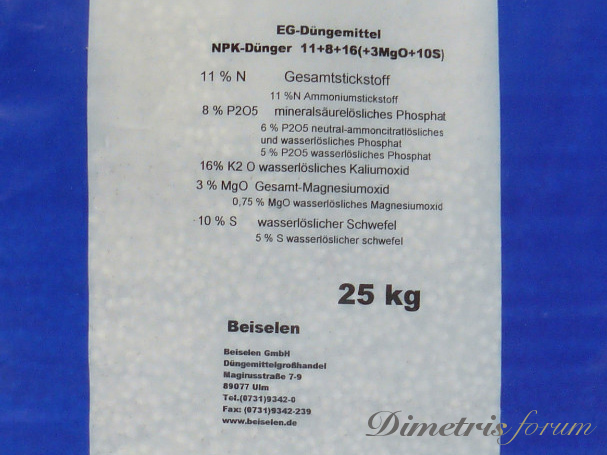 EG-Düngemittel
NPK-Dünger 11+8+16(+3MgO+10S)
11 % N Gesamtstickstoff
11 %N Ammoniumstickstoff
8 % P2O5 mineralsäurelösliches Phosphat
6 % P2O5 neutral-ammoncitratlösliches
und wasserlösliches Phosphat
5 % P2O5 wasserlösliches Phosphat
16% K2 O wasserlösliches Kaliumoxid
3 % MgO Gesamt-Magnesiumoxid
0,75 % MgO wasserlösliches Magnesiumoxid
10 % S wasserlöslicher Schwefel
5 % S wasserlöslicher schwefel
25 kg
Beiselen
Beiselen GmbH
Düngemittelgroßhandel
Magirusstraße 7-9
89077 Ulm
Tel.(0731)9342-0
Fax: (0731)9342-239
www.beiselen.de
Dimetris forum